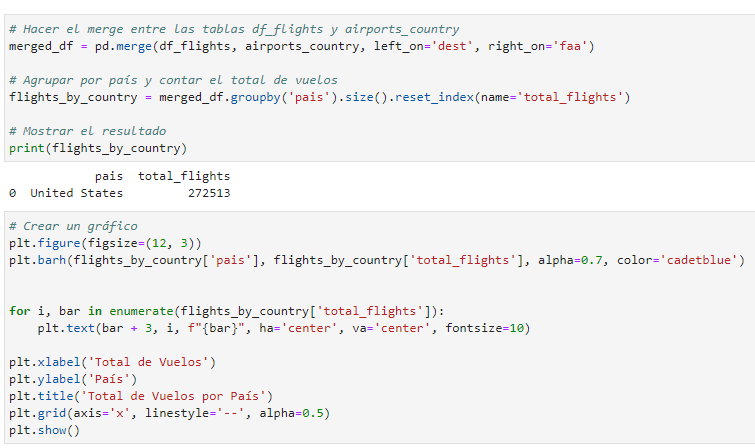 # Hacer el merge entre las tablas df_flights y airports_country
merged_df = pd.merge(df_flights, airports_country, left_on='dest', right_on='faa')
# Agrupar por país y contar el total de vuelos
flights_by_country = merged_df.groupby('pais').size().reset_index(name='total_flights')
# Mostrar el resultado
print(flights_by_country)
            pais  total_flights
0  United States         272513
# Crear un gráfico
plt.figure(figsize=(12, 3))
plt.barh(flights_by_country['pais'], flights_by_country['total_flights'], alpha=0.7, color='cadetblue')
for i, bar in enumerate(flights_by_country['total_flights']):
    plt.text(bar + 3, i, f"{bar}", ha='center', va='center', fontsize=10)
plt.xlabel('Total de Vuelos')
plt.ylabel('País')
plt.title('Total de Vuelos por País')
plt.grid(axis='x', linestyle='--', alpha=0.5)
plt.show()